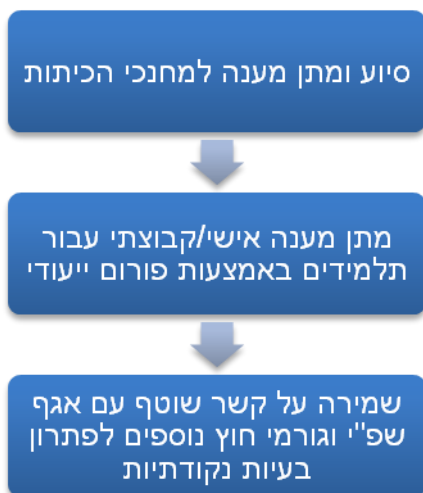 סיוע ומתן מענה למחנכי הכיתות
מתן מענה אישי/קבוצתי עבור
תלמידים באמצעות פורום ייעודי
שמירה על קשר שוטף עם אגף
שפ"י וגורמי חוץ נוספים לפתרון
בעיות נקודתיות